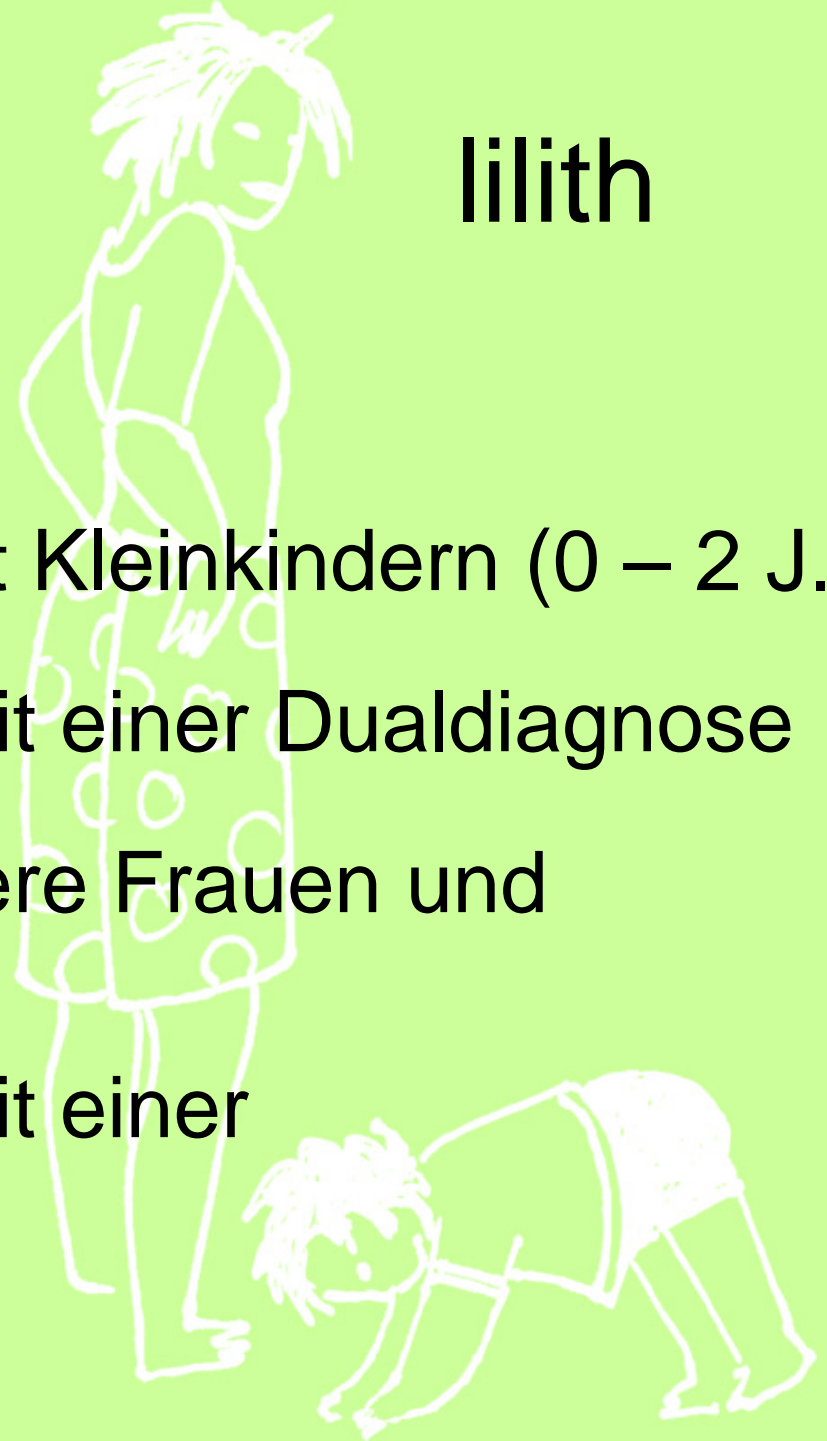 lilith
t Kleinkindern (0 – 2 J.
it einer Dualdiagnose
ere Frauen und
it einer